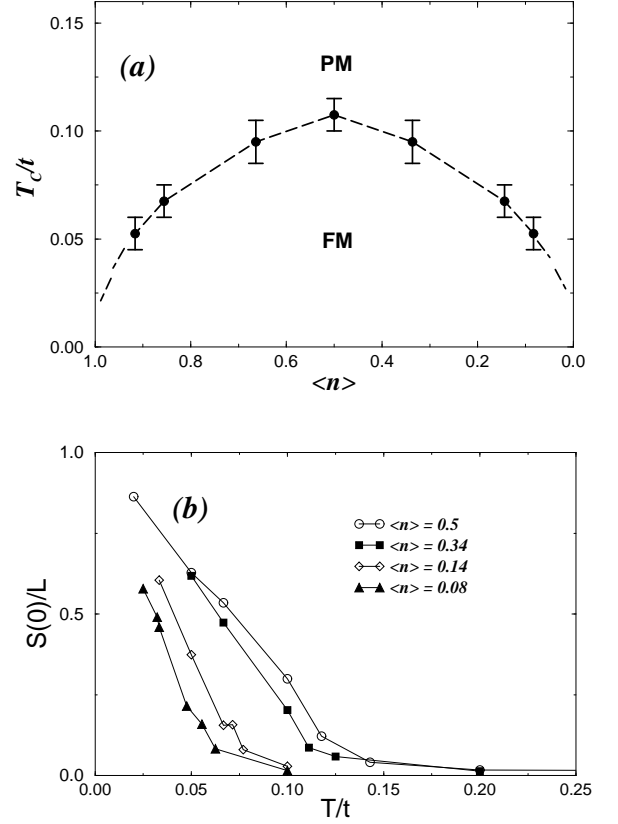 0.15
(a)
PM
0.10
T_C/t
FM
0.05
0.00
1.0 0.8 0.6 0.4 0.2 0.0
<n>
1.0
(b)
<n> = 0.5
<n> = 0.34
<n> = 0.14
<n> = 0.08
S(0)/L
0.5
0.0
0.00 0.05 0.10 0.15 0.20 0.25
T/t